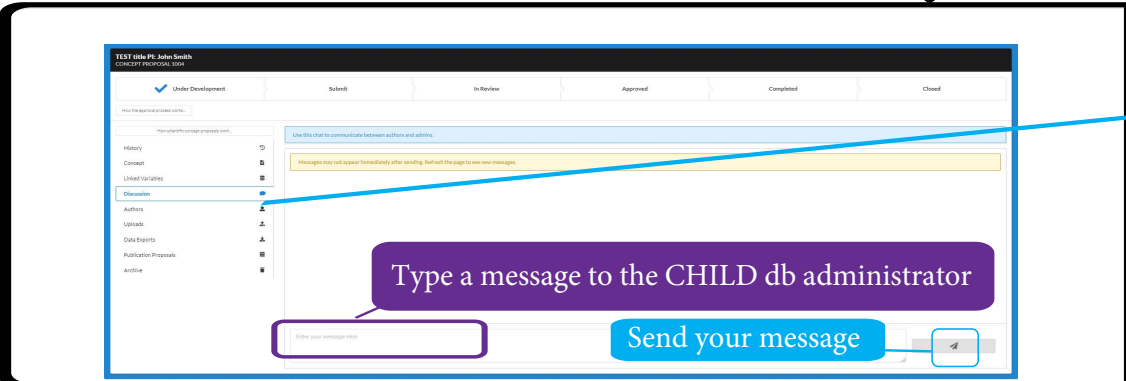 TEST title PI: John Smith
CONCEPT PROPOSAL 1004
Under Development
Submit
In Review
Approved
Completed
Closed
How the approval process works...
How scientific concept proposals work...
History
Concept
Linked Variables
Discussion
Authors
Uploads
Data Exports
Publication Proposals
Archive
Use this chat to communicate between authors and admins.
Messages may not appear immediately after sending. Refresh the page to see new messages.
Type a message to the CHILD db administrator
Enter your message here
Send your message